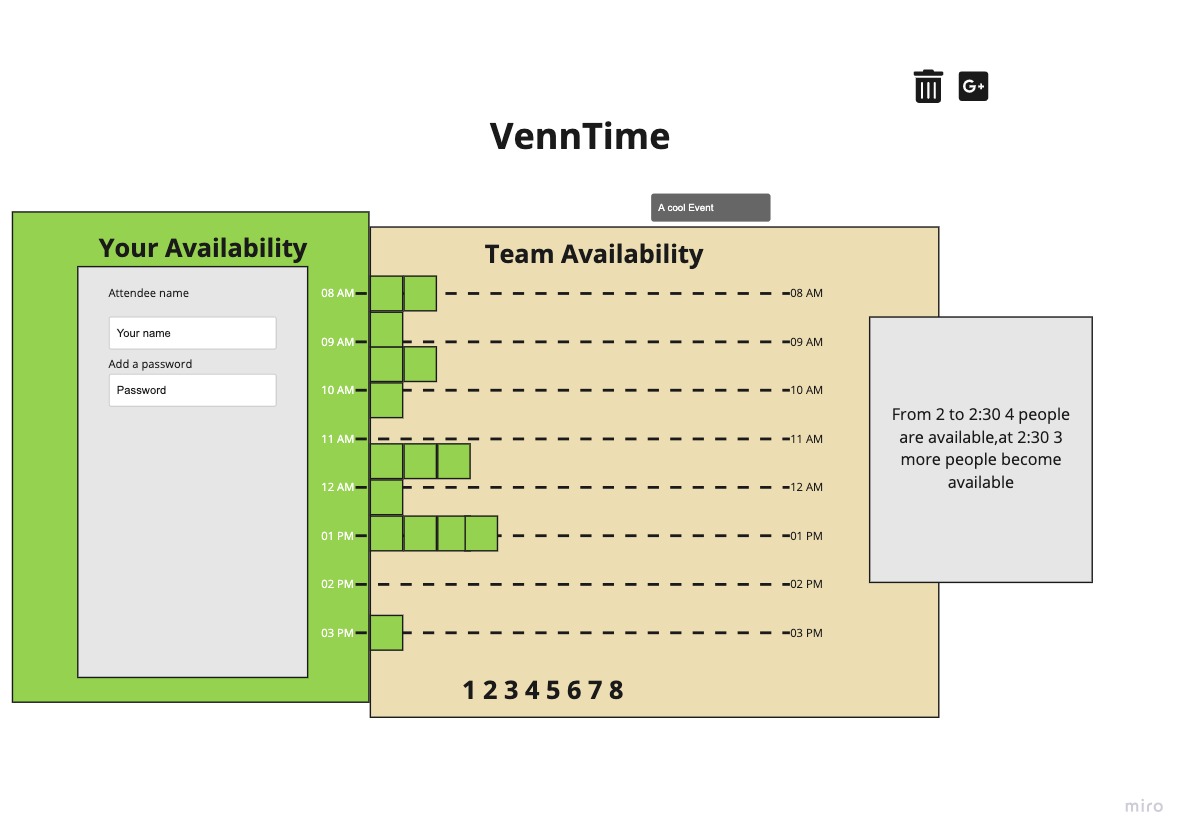 G+
VennTime
A cool Event
Your Availability
Attendee name
Your name
Add a password
Password
Team Availability
08 AM 08 AM
09 AM 09 AM
10 AM 10 AM
11 AM 11 AM
12 AM 12 AM
01 PM 01 PM
02 PM 02 PM
03 PM 03 PM
1 2 3 4 5 6 7 8
From 2 to 2:30 4 people
are available,at 2:30 3
more people become
available
miro